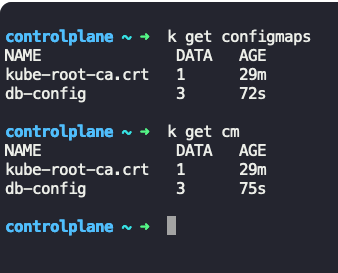 controlplane ~ ➜ k get configmaps
NAME DATA AGE
kube-root-ca.crt 1 29m
db-config 3 72s
controlplane ~ ➜ k get cm
NAME DATA AGE
kube-root-ca.crt 1 29m
db-config 3 75s
controlplane ~ ➜